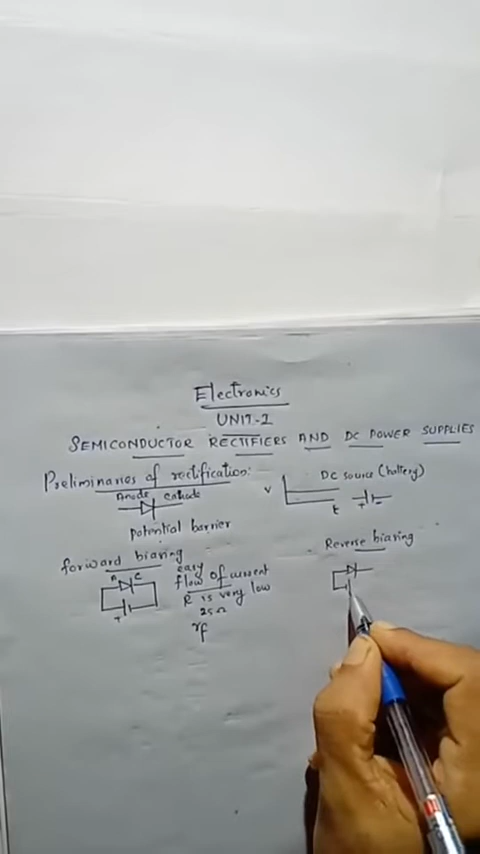 Electronics
UNIT-2
SEMICONDUCTOR RECTIFIERS AND DC POWER SUPPLIES
Preliminaries of rectification:
Anode cathode
V
DC source (battery)
t
+ -
potential barrier
forward biasing
A C
+
easy
flow of current
R is very low
25Ω
rf
Reverse biasing